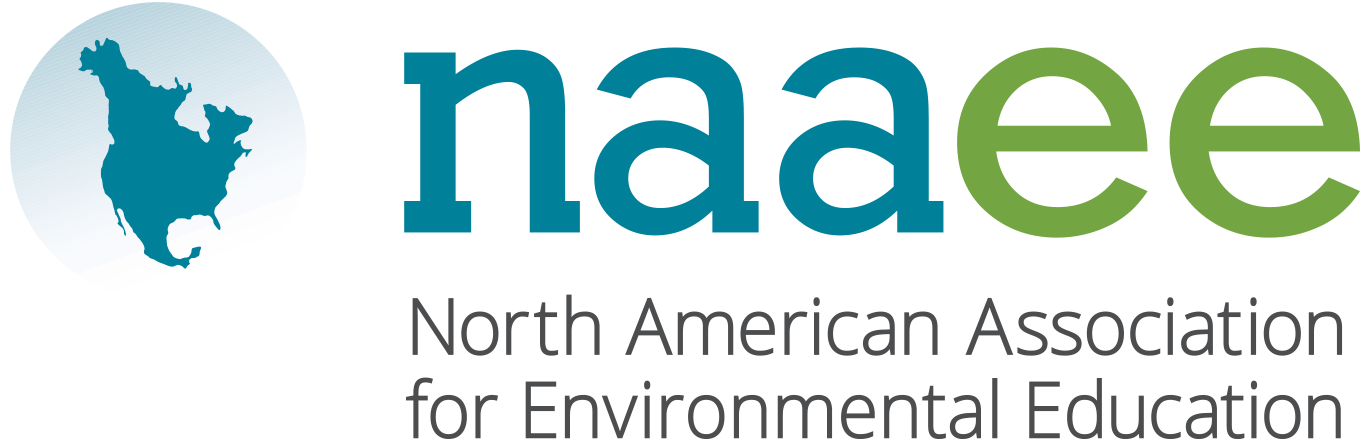 naaee
North American Association
for Environmental Education